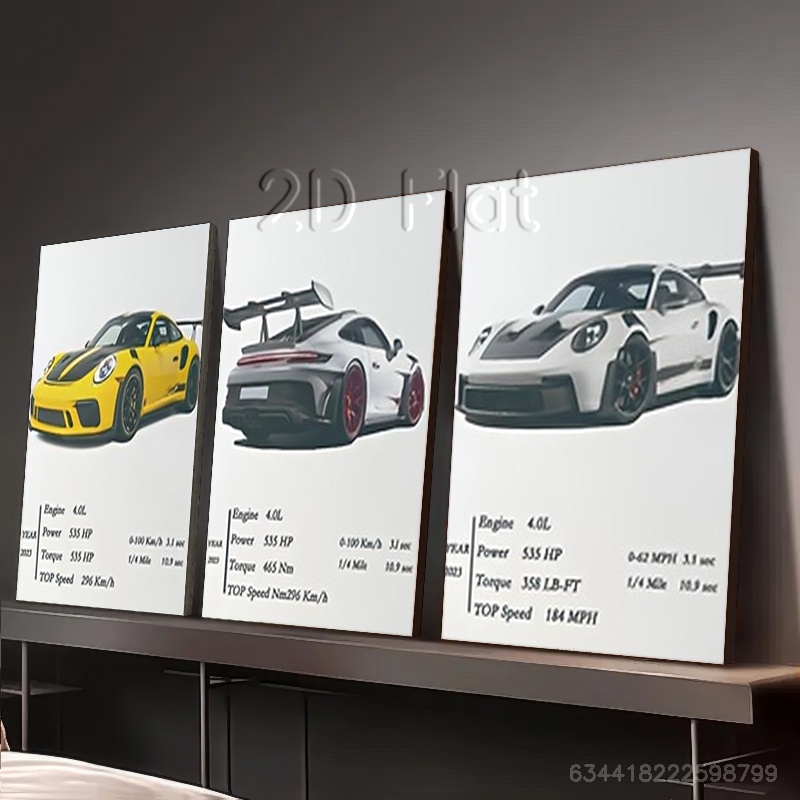 2D Flat
Engine 4.0L
Power 535 HP
Torque 535 HP
TOP Speed 296 Km/h
YEAR
2023
0-100 Km/h 3.1 sec
1/4 Mile 10.9 sec
Engine 4.0L
Power 535 HP
Torque 465 Nm
TOP Speed Nm296 Km/h
YEAR
2023
0-100 Km/h 3.1 sec
1/4 Mile 10.9 sec
Engine 4.0L
Power 535 HP
Torque 358 LB-FT
TOP Speed 184 MPH
YEAR
2023
0-62 MPH 3.1 sec
1/4 Mile 10.9 sec
634418222598799